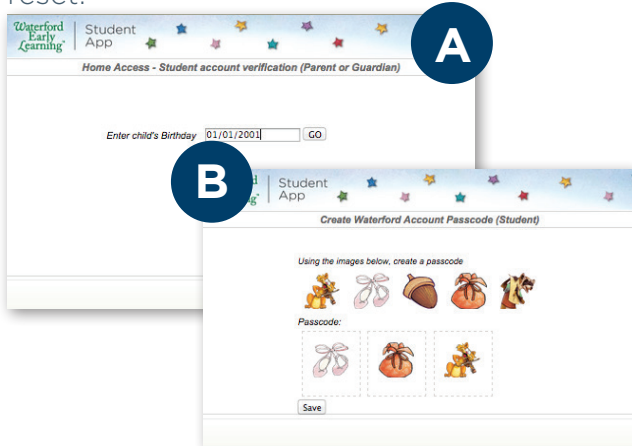 reset.
Waterford
Early
Learning™
Student
App
A
Home Access - Student account verification (Parent or Guardian)
Enter child's Birthday 01/01/2001 GO
B
Student
App
Create Waterford Account Passcode (Student)
Using the images below, create a passcode
Passcode:
Save